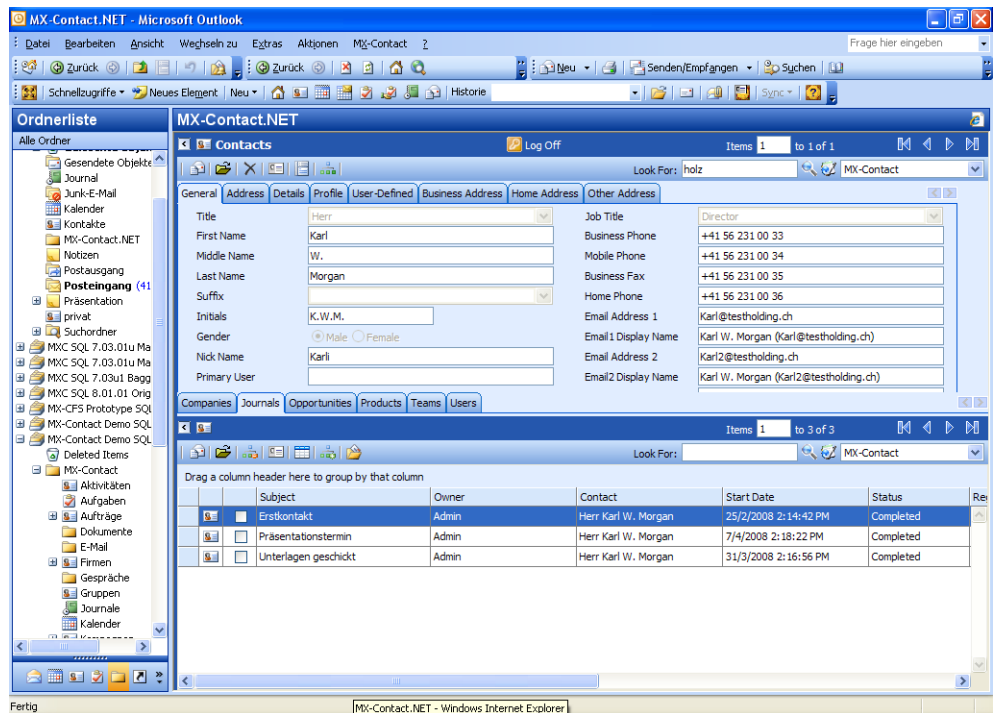 MX-Contact.NET - Microsoft Outlook
Datei Bearbeiten Ansicht Wechseln zu Extras Aktionen MX-Contact ?
Frage hier eingeben
Zurück Zurück Neu Senden/Empfangen Suchen
Schnellzugriffe Neues Element Neu Historie Sync
Ordnerliste
Alle Ordner
Gesendete Objekte
Journal
Junk-E-Mail
Kalender
Kontakte
MX-Contact.NET
Notizen
Postausgang
Posteingang (41
Präsentation
privat
Suchordner
MXC SQL 7.03.01u Ma
MXC SQL 7.03.01u Ma
MXC SQL 7.03u1 Bagg
MXC SQL 8.01.01 Orig
MX-CFS Prototype SQL
MX-Contact Demo SQL
MX-Contact Demo SQL
Deleted Items
MX-Contact
Aktivitäten
Aufgaben
Aufträge
Dokumente
E-Mail
Firmen
Gespräche
Gruppen
Journale
Kalender
MX-Contact.NET
Contacts Log Off Items 1 to 1 of 1
Look For: holz MX-Contact
General Address Details Profile User-Defined Business Address Home Address Other Address
Title Herr Job Title Director
First Name Karl Business Phone +41 56 231 00 33
Middle Name W. Mobile Phone +41 56 231 00 34
Last Name Morgan Business Fax +41 56 231 00 35
Suffix Home Phone +41 56 231 00 36
Initials K.W.M. Email Address 1 Karl@testholding.ch
Gender Male Female Email1 Display Name Karl W. Morgan (Karl@testholding.ch)
Nick Name Karli Email Address 2 Karl2@testholding.ch
Primary User Email2 Display Name Karl W. Morgan (Karl2@testholding.ch)
Companies Journals Opportunities Products Teams Users
Items 1 to 3 of 3
Look For: MX-Contact
Drag a column header here to group by that column
Subject Owner Contact Start Date Status Re
Erstkontakt Admin Herr Karl W. Morgan 25/2/2008 2:14:42 PM Completed
Präsentationstermin Admin Herr Karl W. Morgan 7/4/2008 2:18:22 PM Completed
Unterlagen geschickt Admin Herr Karl W. Morgan 31/3/2008 2:16:56 PM Completed
Fertig
MX-Contact.NET - Windows Internet Explorer